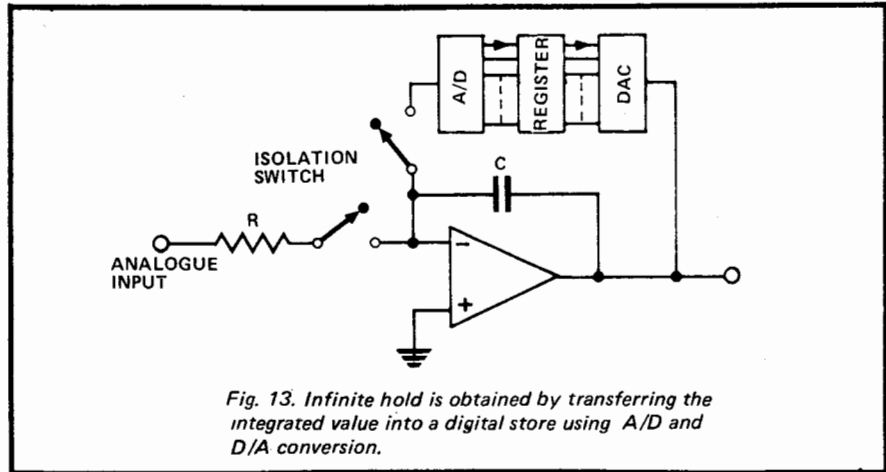 A/D
REGISTER
DAC
ISOLATION
SWITCH
C
R
ANALOGUE
INPUT
−
+
Fig. 13. Infinite hold is obtained by transferring the
integrated value into a digital store using A/D and
D/A conversion.